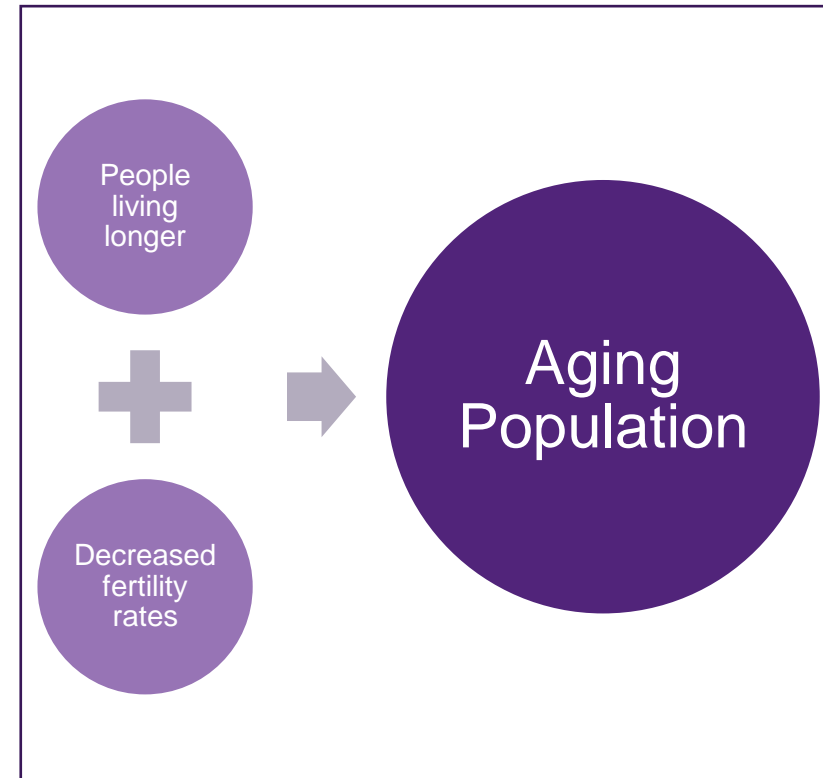 People
living
longer
Decreased
fertility
rates
Aging
Population